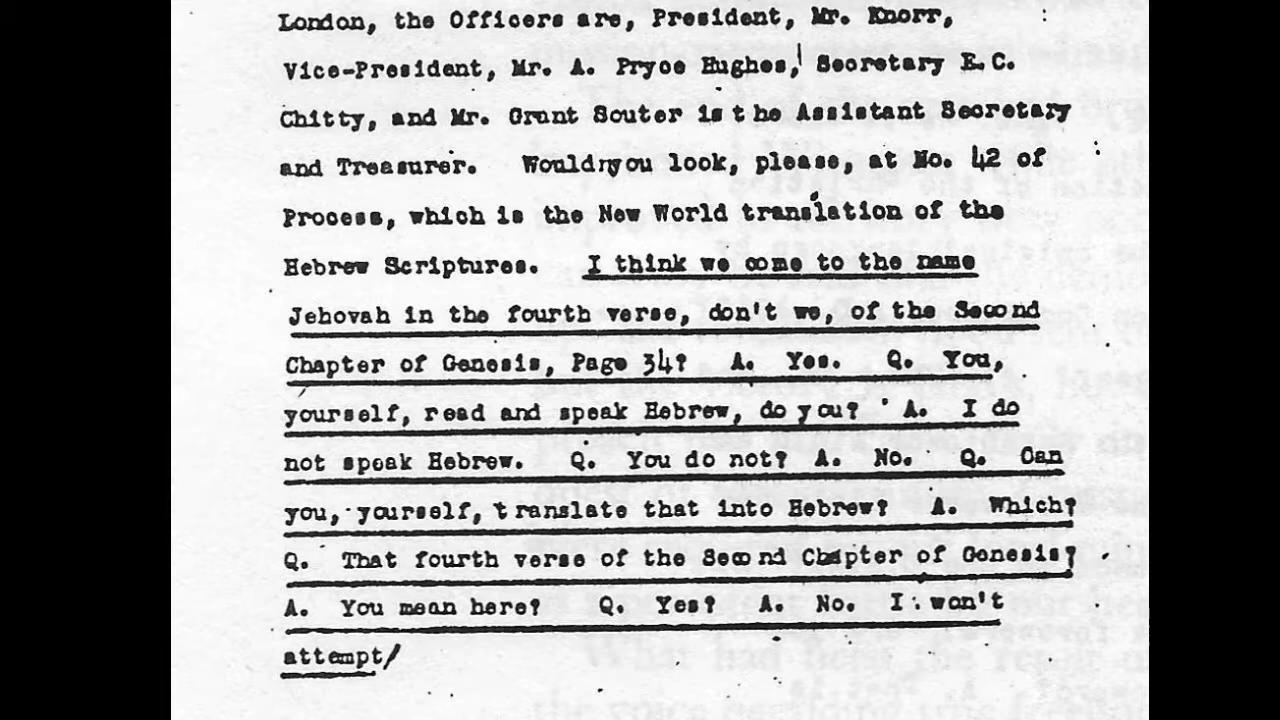 London, the Officers are, President, Mr. Knorr,
Vice-President, Mr. A. Pryce Hughes, Secretary E.C.
Chitty, and Mr. Grant Souter is the Assistant Secretary
and Treasurer. Would you look, please, at No. 42 of
Process, which is the New World translation of the
Hebrew Scriptures. I think we come to the name
Jehovah in the fourth verse, don't we, of the Second
Chapter of Genesis, Page 34? A. Yes. Q. You,
yourself, read and speak Hebrew, do you? A. I do
not speak Hebrew. Q. You do not? A. No. Q. Can
you, yourself, translate that into Hebrew? A. Which?
Q. That fourth verse of the Second Chapter of Genesis?
A. You mean here? Q. Yes? A. No. I won't
attempt/